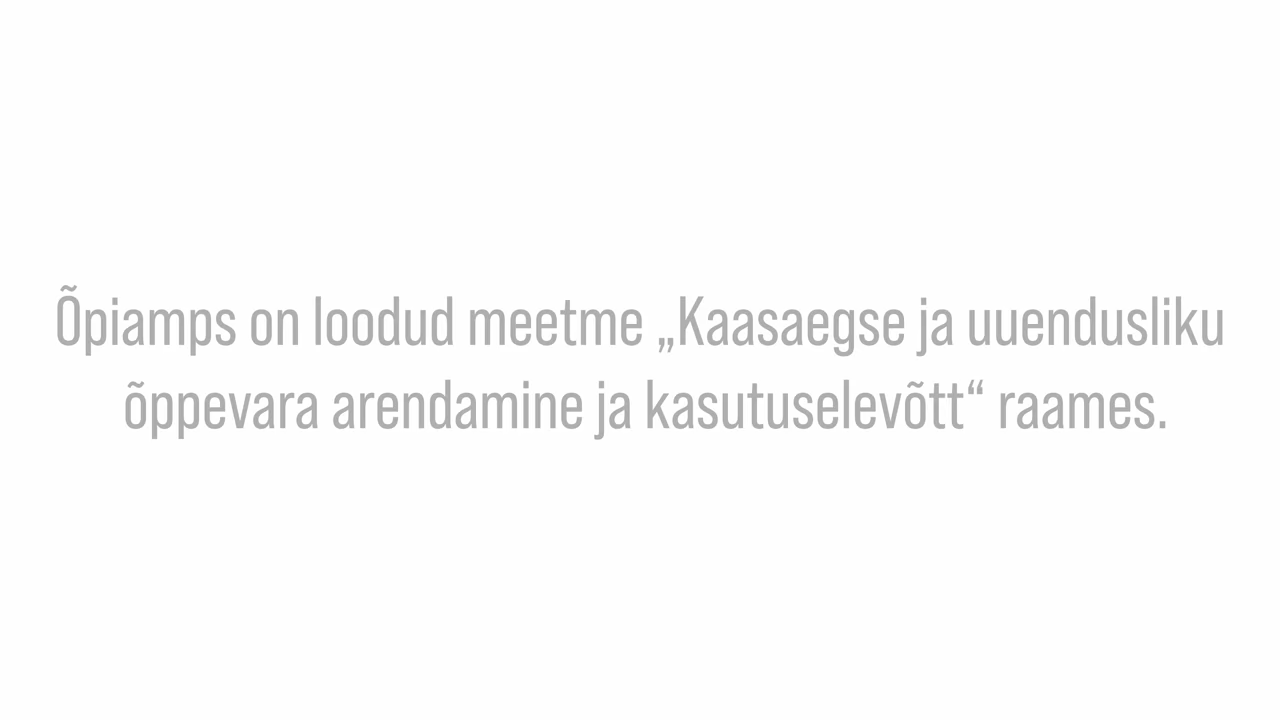 Õpiamps on loodud meetme „Kaasaegse ja uuendusliku
õppevara arendamine ja kasutuselevõtt“ raames.